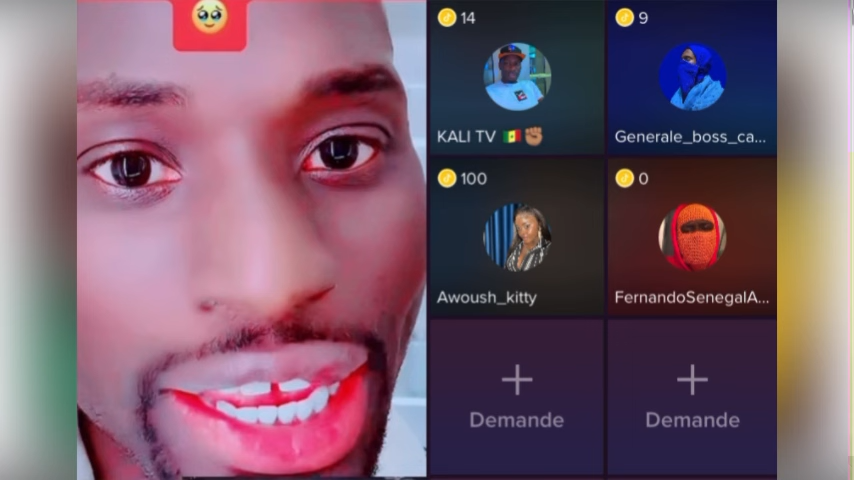 14
KALI TV 🇸🇳✊🏾
9
Generale_boss_ca...
100
Awoush_kitty
0
FernandoSenegalA...
Demande
Demande